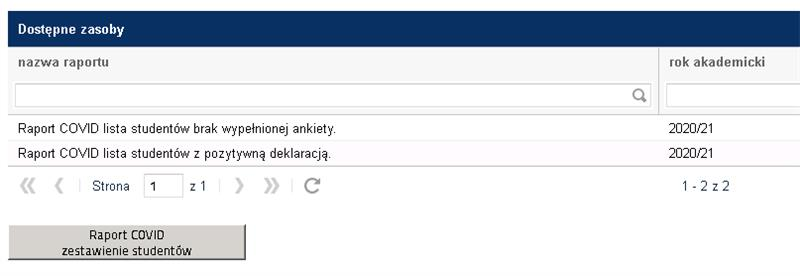 Dostępne zasoby
nazwa raportu rok akademicki
Raport COVID lista studentów brak wypełnionej ankiety. 2020/21
Raport COVID lista studentów z pozytywną deklaracją. 2020/21
Strona 1 z 1 1 - 2 z 2
Raport COVID
zestawienie studentów